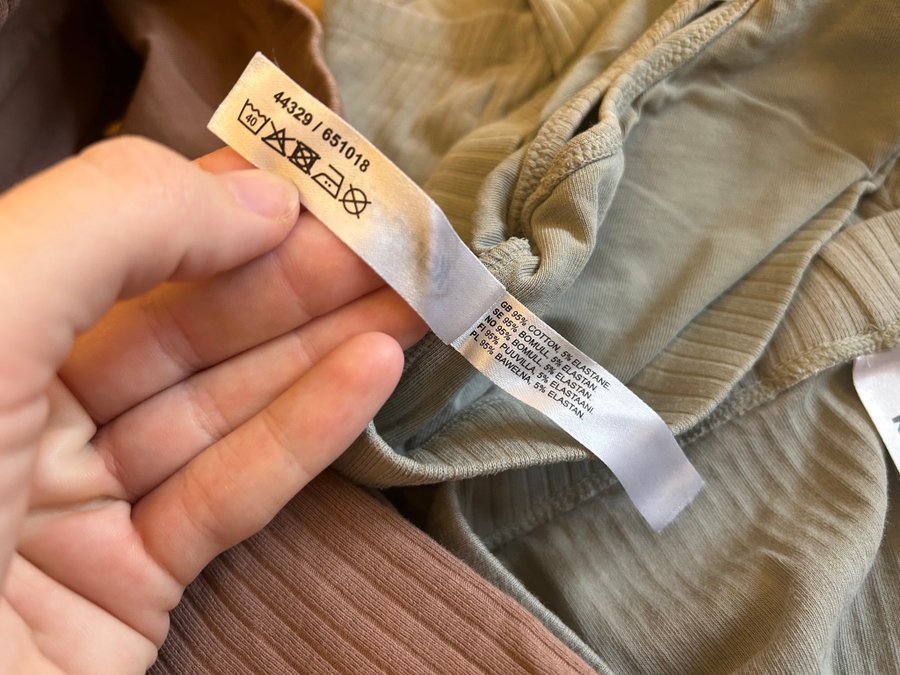 44329 / 651018
40
GB 95% COTTON, 5% ELASTANE.
SE 95% BOMULL, 5% ELASTAN.
NO 95% BOMULL, 5% ELASTAN.
FI 95% PUUVILLA, 5% ELASTAANI.
PL 95% BAWEŁNA, 5% ELASTAN.